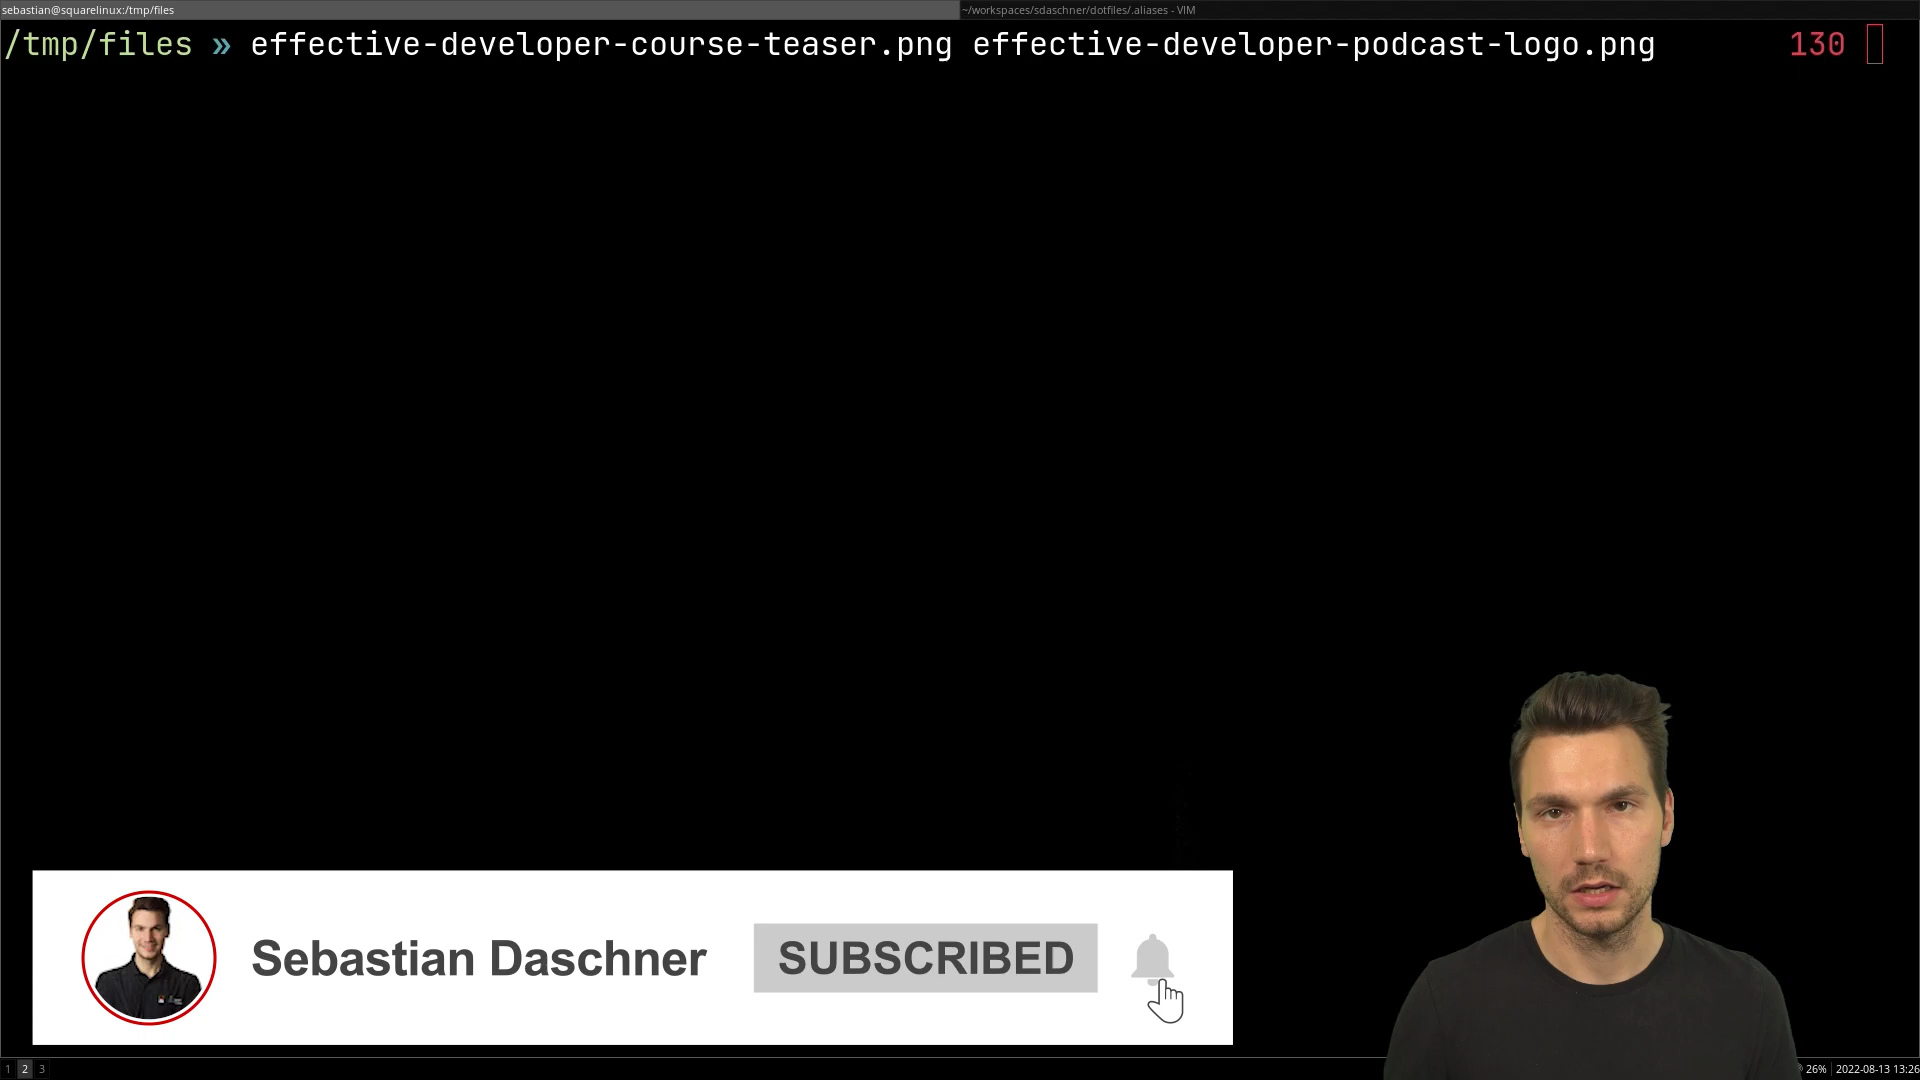 sebastian@squarelinux:/tmp/files
~/workspaces/sdaschner/dotfiles/.aliases - VIM
/tmp/files » effective-developer-course-teaser.png effective-developer-podcast-logo.png 130
Sebastian Daschner
SUBSCRIBED
1 2 3
26% 2022-08-13 13:26